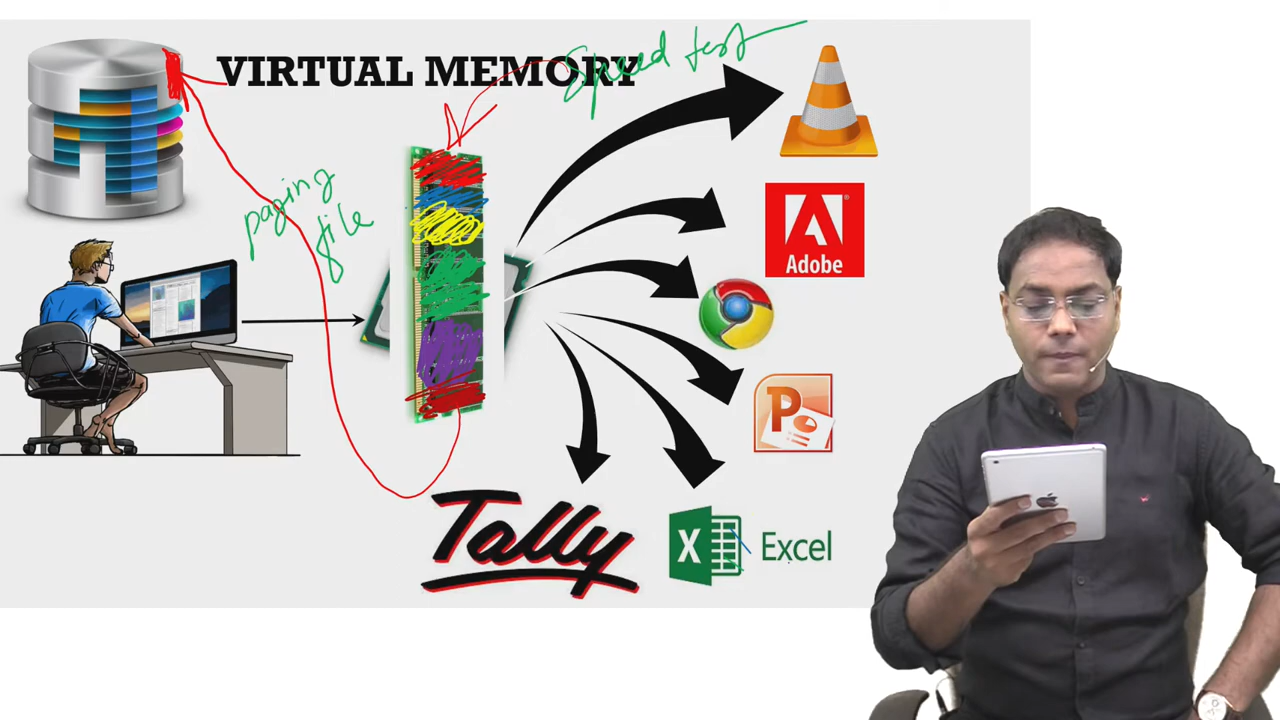 Speed test
VIRTUAL MEMORY
paging
file
Adobe
P
Tally
X Excel